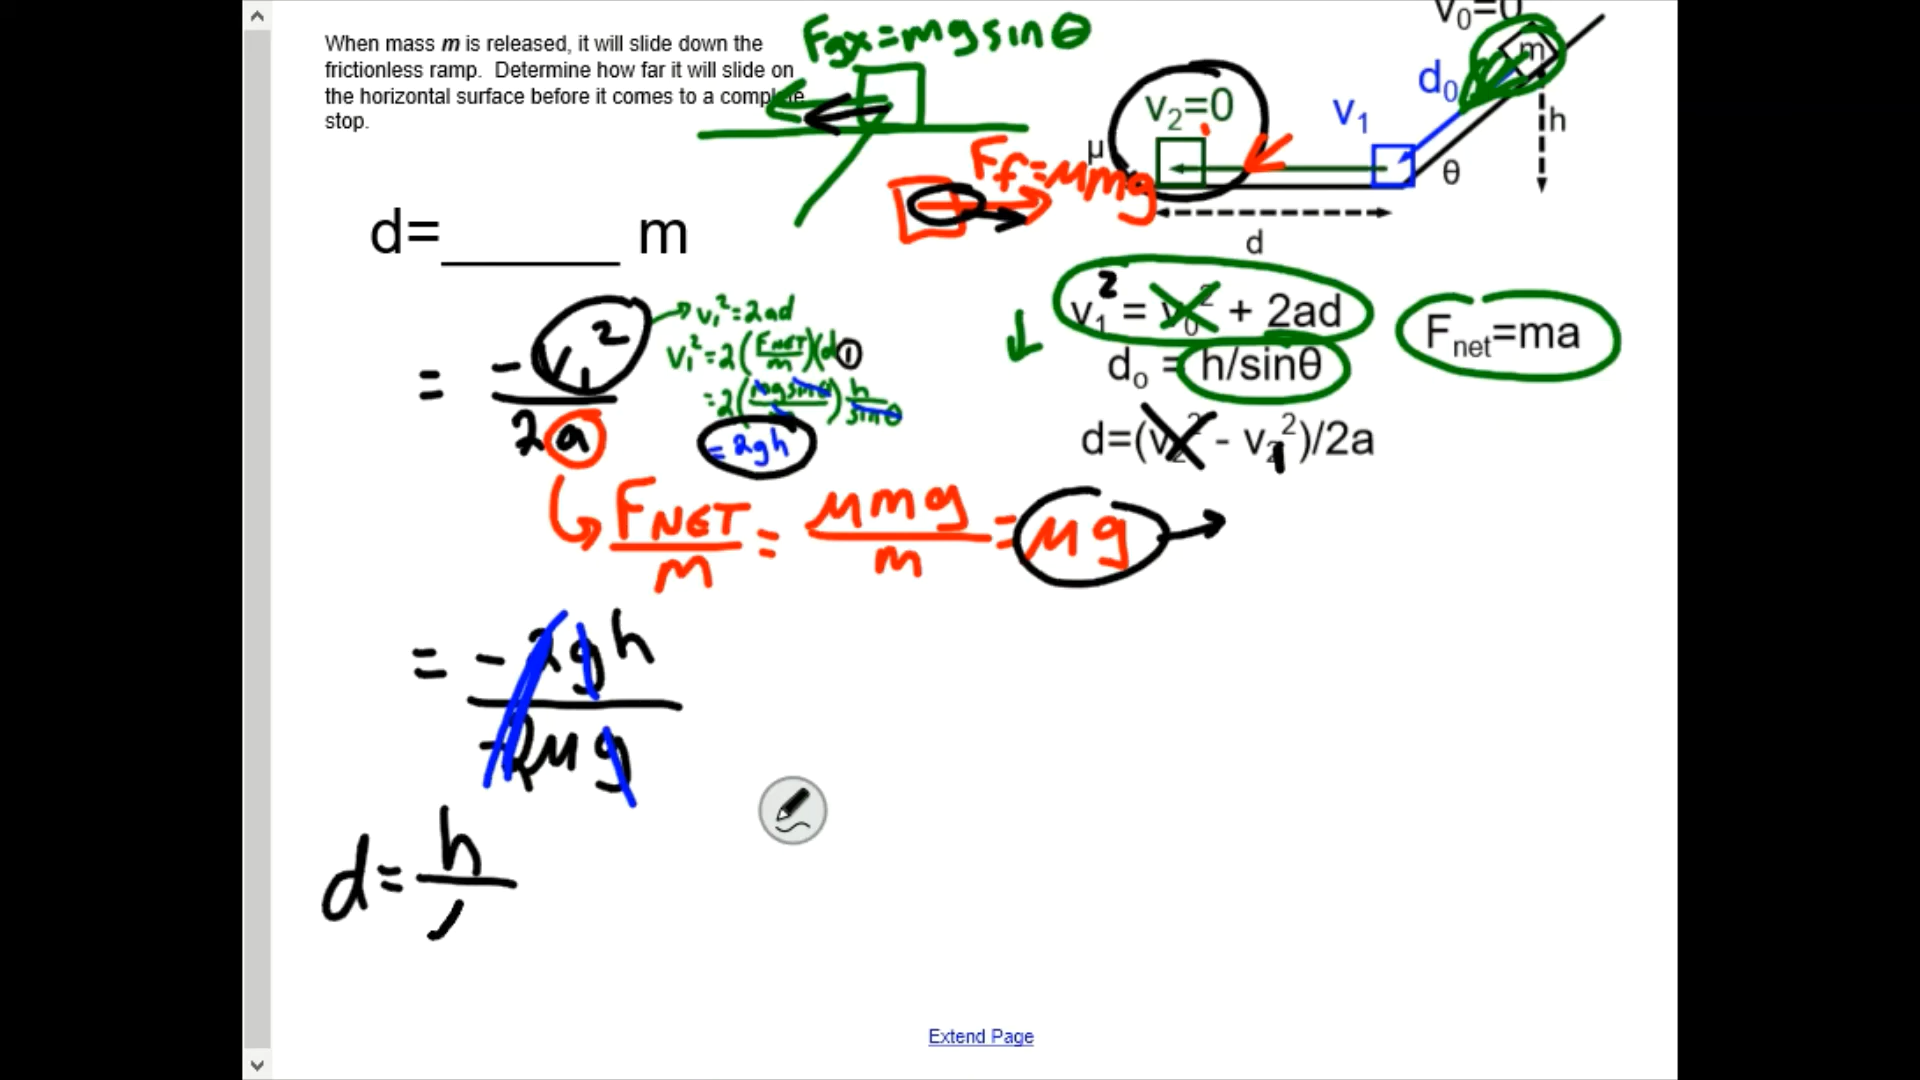 When mass m is released, it will slide down the
frictionless ramp. Determine how far it will slide on
the horizontal surface before it comes to a complete
stop.
Fgx=mgsinθ
v₀=0
m
d₀
h
v₂=0
v₁
μ
θ
Ff=μmg
d
d=______ m
v₁² = v₀² + 2ad
Fnet=ma
d₀ = h/sinθ
d=(v₂² - v₁²)/2a
= -v₁² / 2a
v₁²=2ad
v₁²=2(FNET/m)(d
=2(mgsinθ/m) h/sinθ
=2gh
FNET/m = μmg/m = μg
= -2gh / -2μg
d= h/
Extend Page